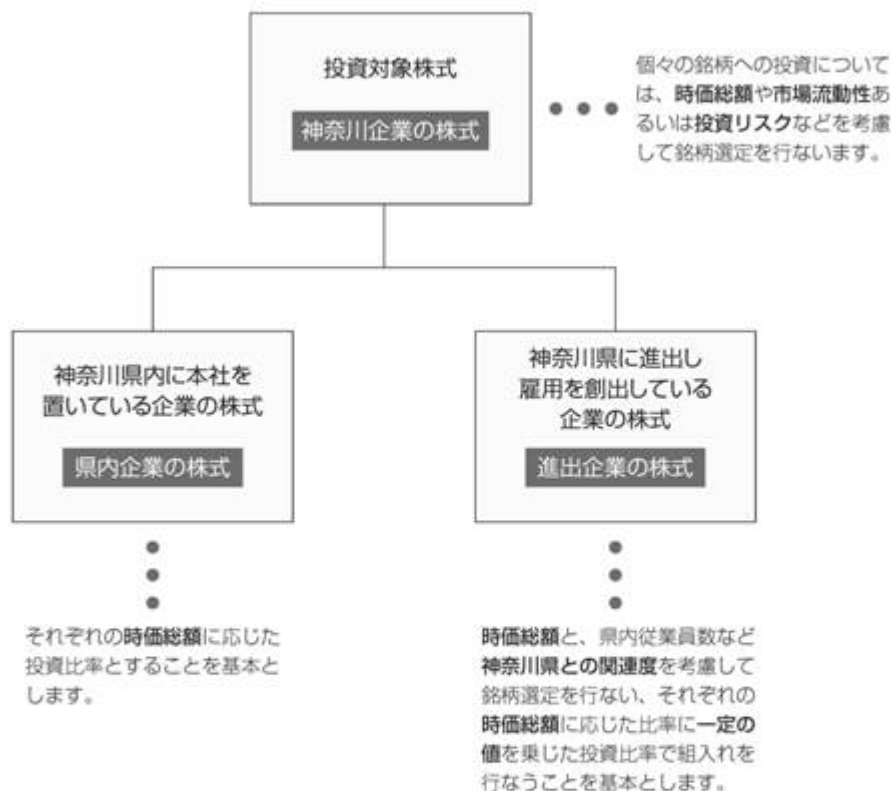 投資対象株式
神奈川企業の株式
個々の銘柄への投資について
は、時価総額や市場流動性あ
るいは投資リスクなどを考慮
して銘柄選定を行ないます。
神奈川県内に本社を
置いている企業の株式
県内企業の株式
神奈川県に進出し
雇用を創出している
企業の株式
進出企業の株式
それぞれの時価総額に応じた
投資比率とすることを基本と
します。
時価総額と、県内従業員数など
神奈川県との関連度を考慮して
銘柄選定を行ない、それぞれの
時価総額に応じた比率に一定の
値を乗じた投資比率で組入れを
行なうことを基本とします。